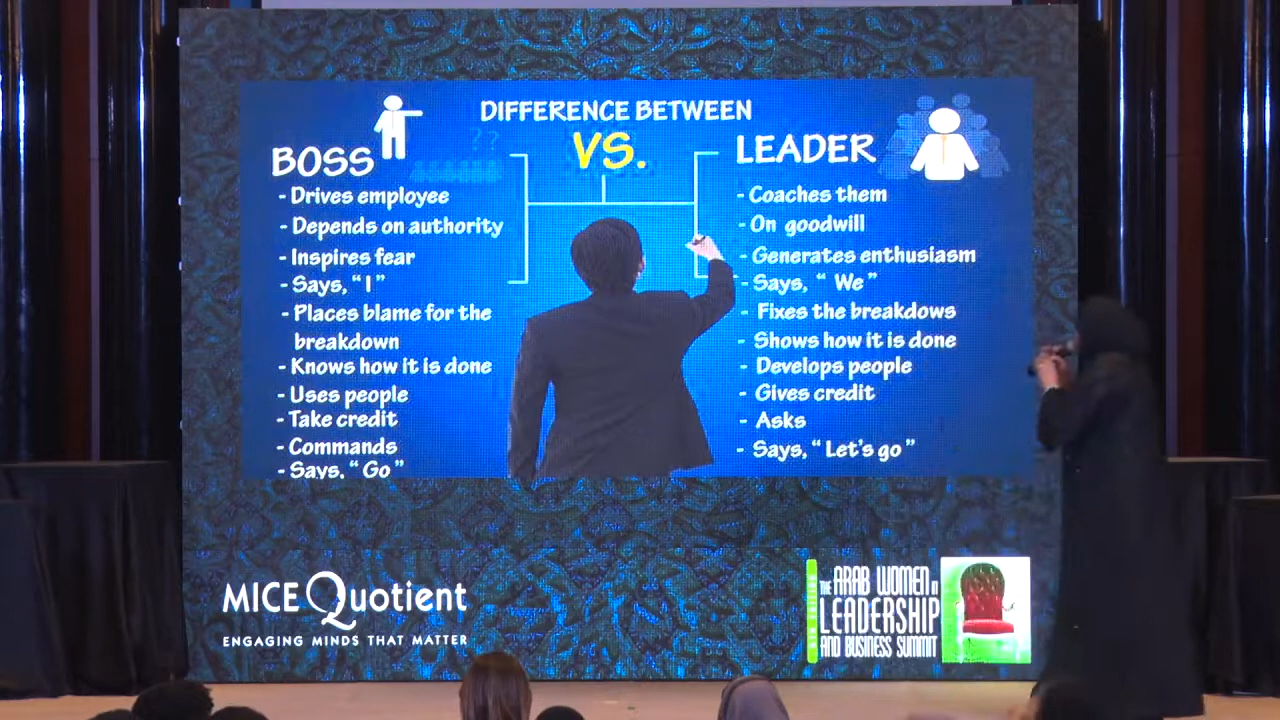 DIFFERENCE BETWEEN
VS.
BOSS
- Drives employee
- Depends on authority
- Inspires fear
- Says, “ I ”
- Places blame for the
breakdown
- Knows how it is done
- Uses people
- Take credit
- Commands
- Says, “ Go ”
??
LEADER
- Coaches them
- On goodwill
- Generates enthusiasm
- Says, “ We ”
- Fixes the breakdows
- Shows how it is done
- Develops people
- Gives credit
- Asks
- Says, “ Let's go ”
MICE Quotient
ENGAGING MINDS THAT MATTER
THE ARAB WOMEN IN
LEADERSHIP
AND BUSINESS SUMMIT